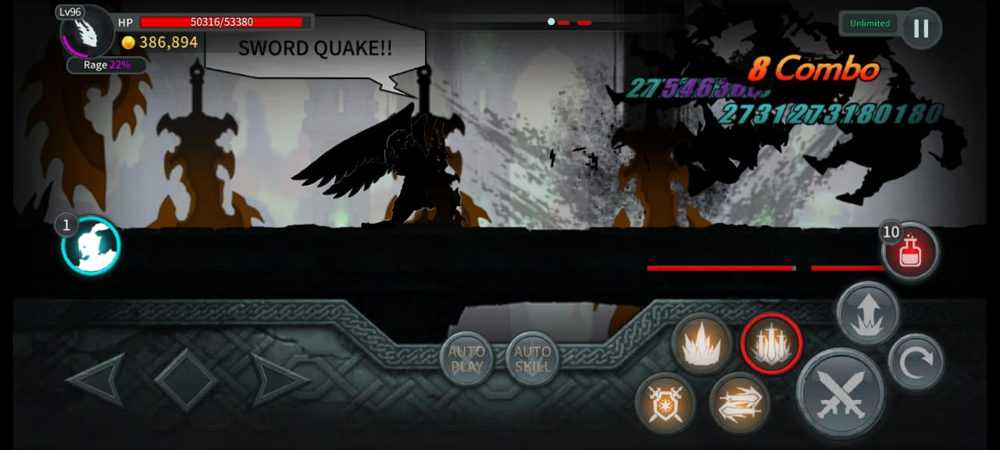 Lv96
HP 50316/53380
386,894
Rage 22%
SWORD QUAKE!!
Unlimited
8 Combo
1
10
AUTO
PLAY
AUTO
SKILL